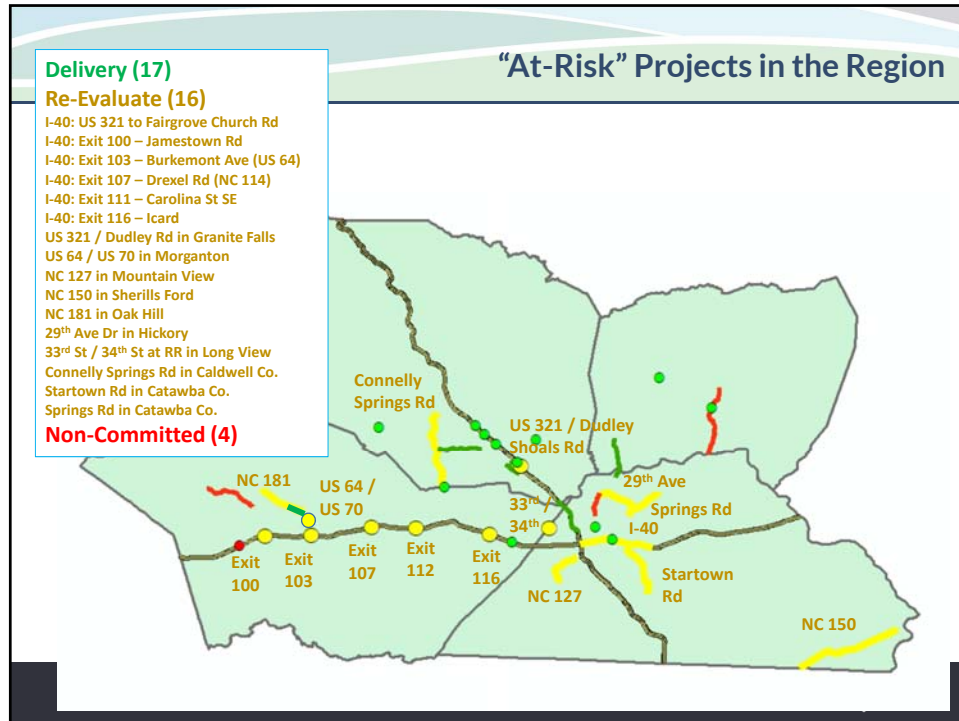 “At-Risk” Projects in the Region
Delivery (17)
Re-Evaluate (16)
I-40: US 321 to Fairgrove Church Rd
I-40: Exit 100 – Jamestown Rd
I-40: Exit 103 – Burkemont Ave (US 64)
I-40: Exit 107 – Drexel Rd (NC 114)
I-40: Exit 111 – Carolina St SE
I-40: Exit 116 – Icard
US 321 / Dudley Rd in Granite Falls
US 64 / US 70 in Morganton
NC 127 in Mountain View
NC 150 in Sherills Ford
NC 181 in Oak Hill
29th Ave Dr in Hickory
33rd St / 34th St at RR in Long View
Connelly Springs Rd in Caldwell Co.
Startown Rd in Catawba Co.
Springs Rd in Catawba Co.
Non-Committed (4)
Connelly
Springs Rd
US 321 / Dudley
Shoals Rd
NC 181
US 64 /
US 70
33rd /
34th
29th Ave
Springs Rd
I-40
Exit
100
Exit
103
Exit
107
Exit
112
Exit
116
NC 127
Startown
Rd
NC 150